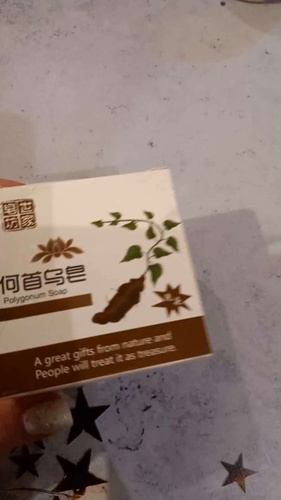 何首乌皂
Polygonum Soap
A great gifts from nature and
People will treat it as treasure.